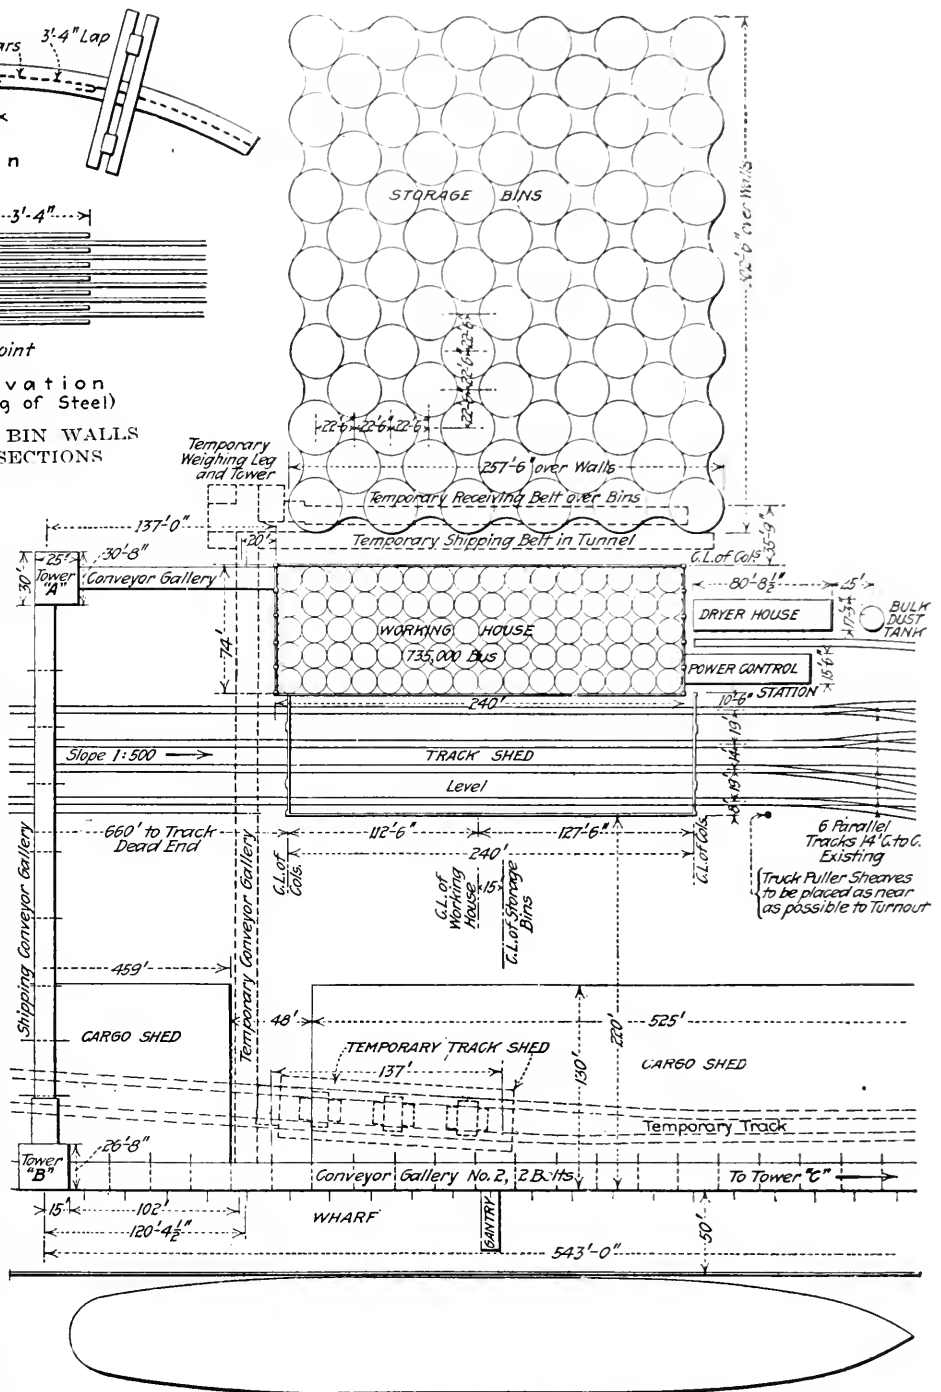 3'-4" Lap
n
3'-4"
oint
vation
g of Steel)
BIN WALLS
SECTIONS
STORAGE BINS
22'-6" 22'-6"
22'-6" 22'-6"
22'-6" 22'-6" 22'-6"
over Walls
Temporary
Weighing Leg
and Tower
257'-6" over Walls
Temporary Receiving Belt over Bins
137'-0"
20'
Temporary Shipping Belt in Tunnel
35'-9"
C.L. of Cols.
25'
30'-8"
30'
Tower
"A"
Conveyor Gallery
80'-8½"
25'
DRYER HOUSE
17'-3"
BULK
DUST
TANK
74'
WORKING HOUSE
735,000 Bus
POWER CONTROL
STATION
15'-6"
10'-6"
240'
Slope 1:500
TRACK SHED
Level
19'
14'
19'
8'
660' to Track
Dead End
112'-6"
127'-6"
240'
C.L. of
Cols.
C.L. of Cols.
6 Parallel
Tracks 14' C. to C.
Existing
Truck Puller Sheaves
to be placed as near
as possible to Turnout
C.L. of
Working
House
15'
C.L. of Storage
Bins
Shipping Conveyor Gallery
Temporary Conveyor Gallery
459'
48'
525'
CARGO SHED
TEMPORARY TRACK SHED
137'
130'
220'
CARGO SHED
Temporary Track
26'-8"
Tower
"B"
Conveyor Gallery No. 2, 2 Belts
To Tower "C"
15'
102'
120'-4½"
WHARF
GANTRY
50'
543'-0"